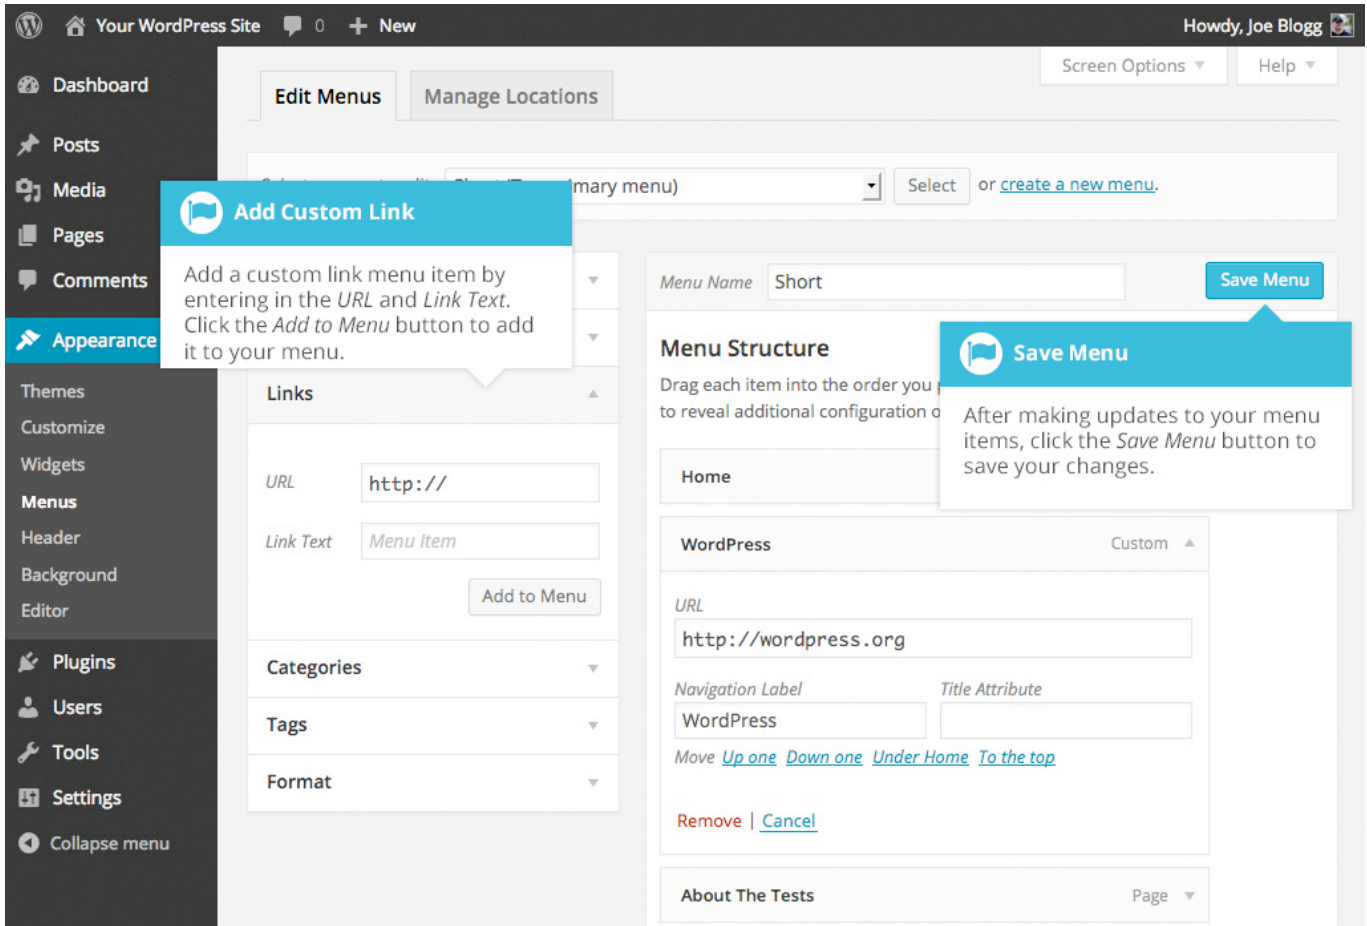 Your WordPress Site 0 New Howdy, Joe Blogg
Screen Options Help
Edit Menus Manage Locations
mary menu) Select or create a new menu.
Dashboard
Posts
Media
Pages
Comments
Appearance
Themes
Customize
Widgets
Menus
Header
Background
Editor
Plugins
Users
Tools
Settings
Collapse menu
Add Custom Link
Add a custom link menu item by
entering in the URL and Link Text.
Click the Add to Menu button to add
it to your menu.
Links
URL http://
Link Text Menu Item
Add to Menu
Categories
Tags
Format
Menu Name Short Save Menu
Menu Structure
Drag each item into the order you
to reveal additional configuration
Save Menu
After making updates to your menu
items, click the Save Menu button to
save your changes.
Home
WordPress Custom
URL
http://wordpress.org
Navigation Label Title Attribute
WordPress
Move Up one Down one Under Home To the top
Remove | Cancel
About The Tests Page